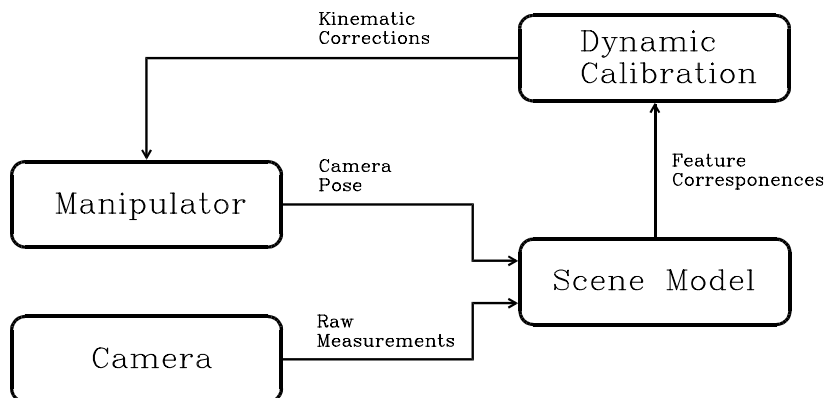 Kinematic
Corrections
Dynamic
Calibration
Camera
Pose
Feature
Corresponences
Manipulator
Scene Model
Raw
Measurements
Camera